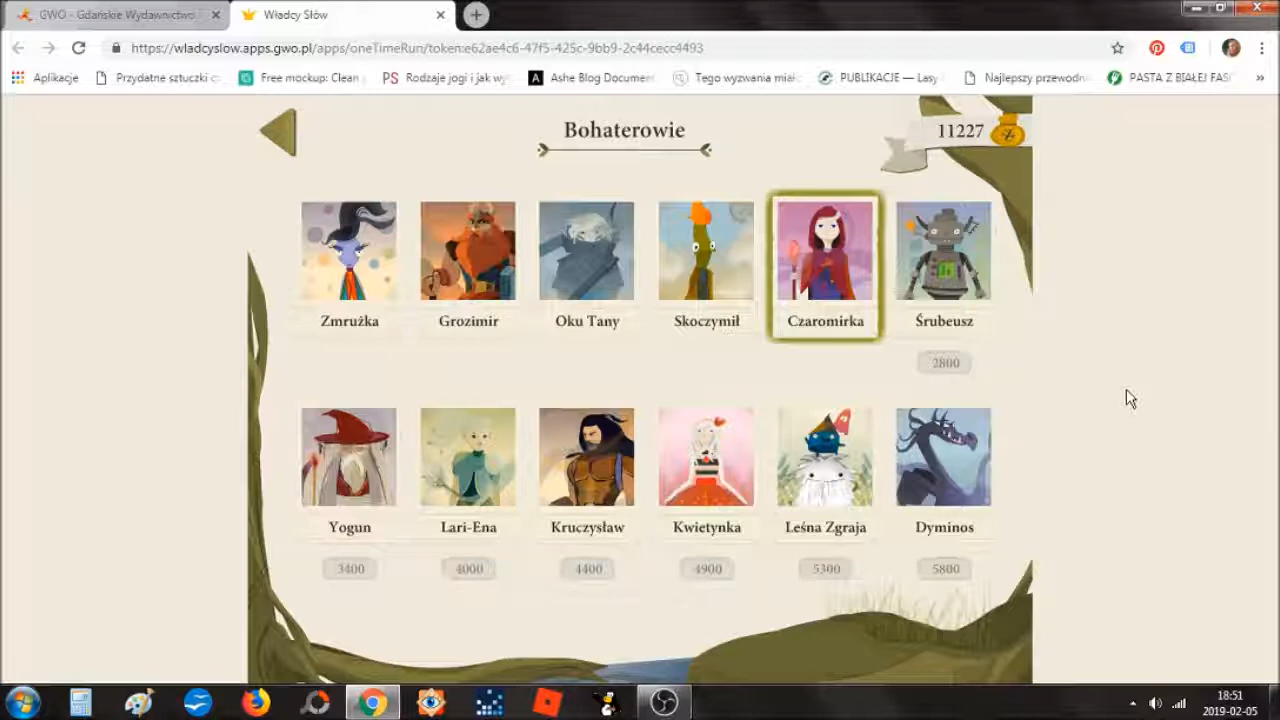 GWO - Gdańskie Wydawnictwo
Władcy Słów
https://wladcyslow.apps.gwo.pl/apps/oneTimeRun/token:e62ae4c6-47f5-425c-9bb9-2c44cecc4493
Aplikacje
Przydatne sztuczki c
Free mockup: Clean
PS Rodzaje jogi i jak wy
A Ashe Blog Document
Tego wyzwania miał
PUBLIKACJE — Lasy
Najlepszy przewodn
PASTA Z BIAŁEJ FAS
»
Bohaterowie
11227
Zmrużka
Grozimir
Oku Tany
Skoczymił
Czaromirka
Śrubeusz
2800
Yogun
Lari-Ena
Kruczysław
Kwietynka
Leśna Zgraja
Dyminos
3400
4000
4400
4900
5300
5800
18:51
2019-02-05